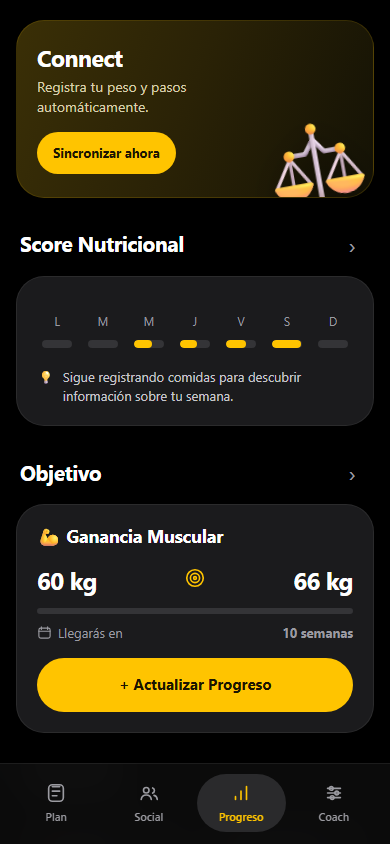 Connect
Registra tu peso y pasos
automáticamente.
Sincronizar ahora
Score Nutricional
L M M J V S D
Sigue registrando comidas para descubrir
información sobre tu semana.
Objetivo
Ganancia Muscular
60 kg 66 kg
Llegarás en 10 semanas
+ Actualizar Progreso
Plan Social Progreso Coach